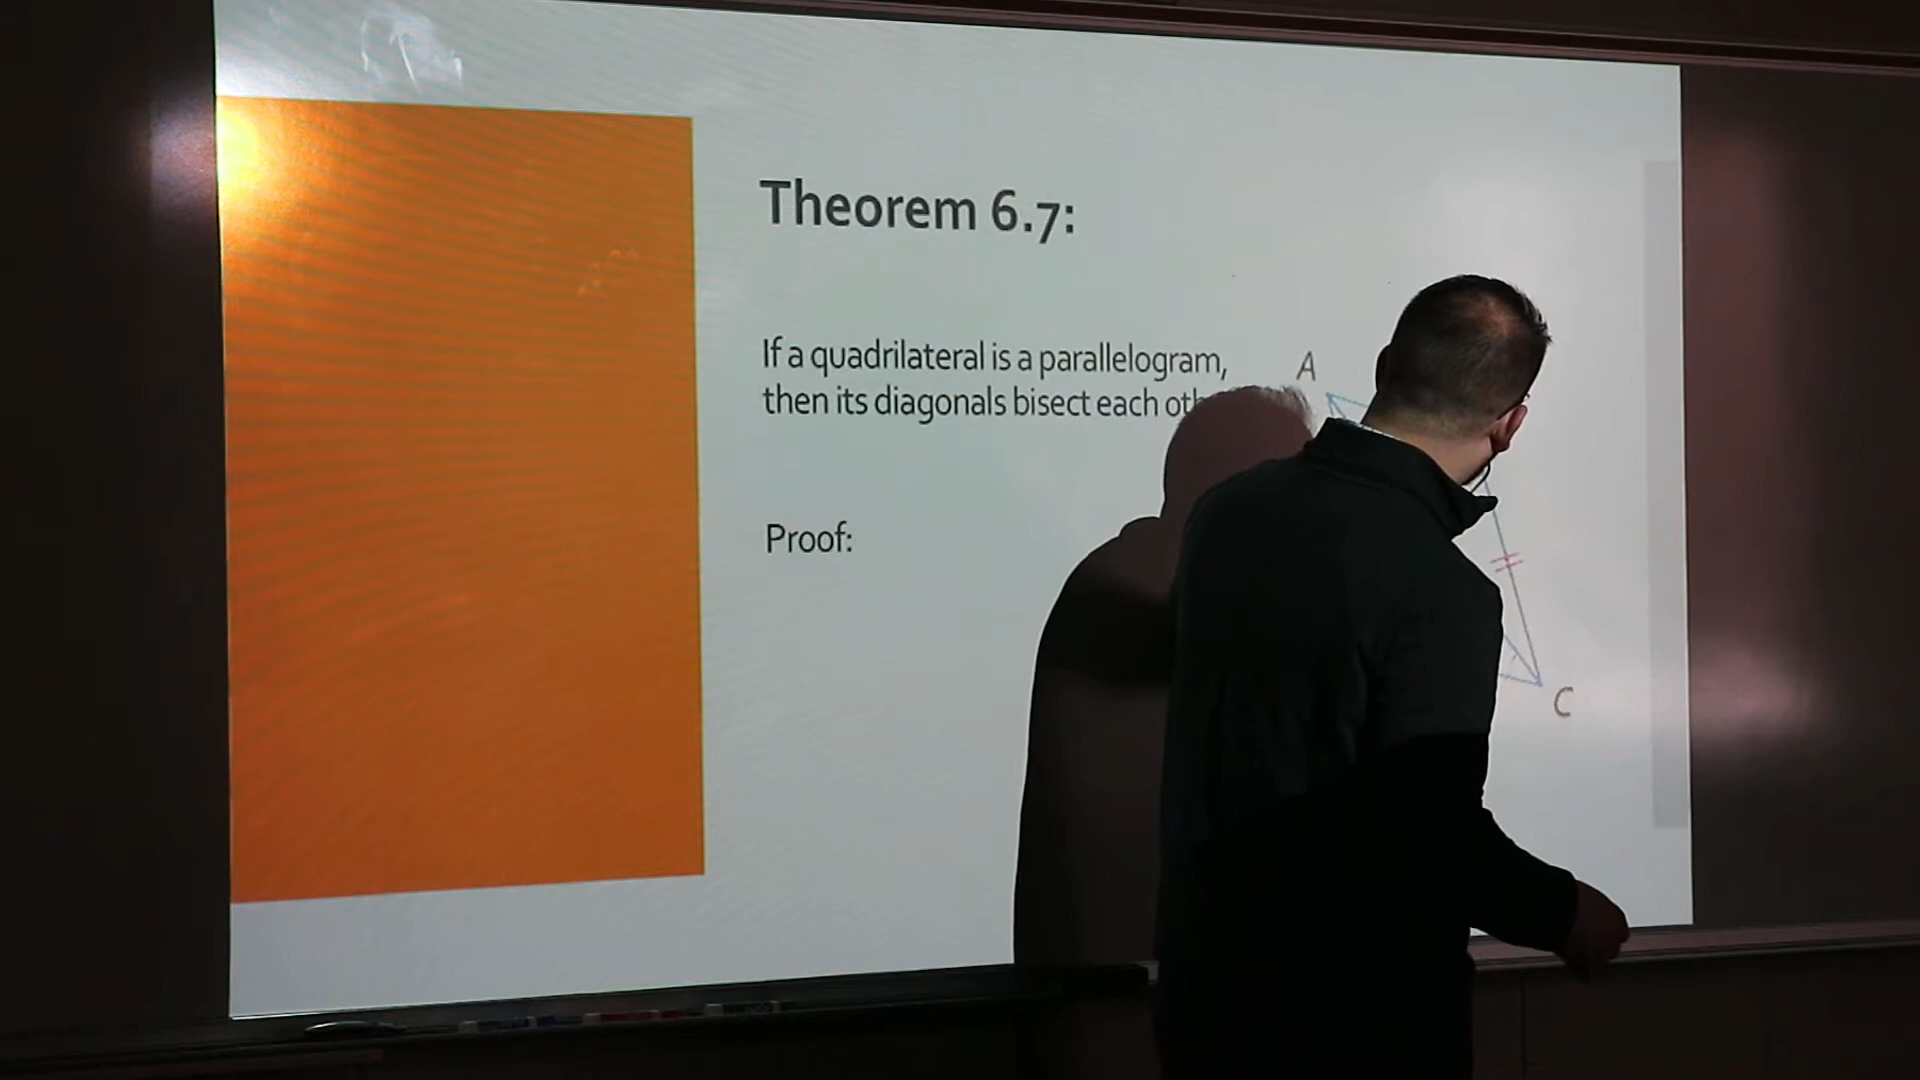 Theorem 6.7:
If a quadrilateral is a parallelogram,
then its diagonals bisect each
Proof:
A
C